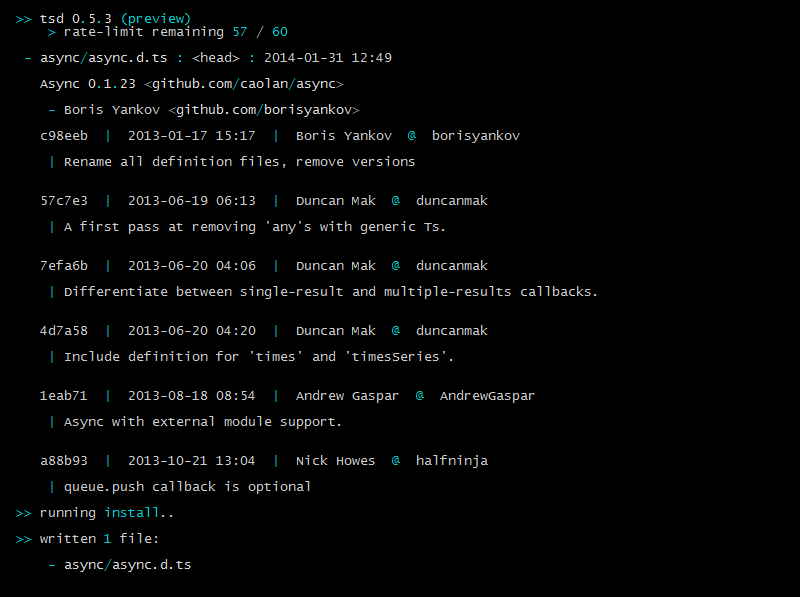 >> tsd 0.5.3 (preview)
> rate-limit remaining 57 / 60
- async/async.d.ts : <head> : 2014-01-31 12:49
Async 0.1.23 <github.com/caolan/async>
- Boris Yankov <github.com/borisyankov>
c98eeb | 2013-01-17 15:17 | Boris Yankov @ borisyankov
| Rename all definition files, remove versions
57c7e3 | 2013-06-19 06:13 | Duncan Mak @ duncanmak
| A first pass at removing 'any's with generic Ts.
7efa6b | 2013-06-20 04:06 | Duncan Mak @ duncanmak
| Differentiate between single-result and multiple-results callbacks.
4d7a58 | 2013-06-20 04:20 | Duncan Mak @ duncanmak
| Include definition for 'times' and 'timesSeries'.
1eab71 | 2013-08-18 08:54 | Andrew Gaspar @ AndrewGaspar
| Async with external module support.
a88b93 | 2013-10-21 13:04 | Nick Howes @ halfninja
| queue.push callback is optional
>> running install..
>> written 1 file:
- async/async.d.ts